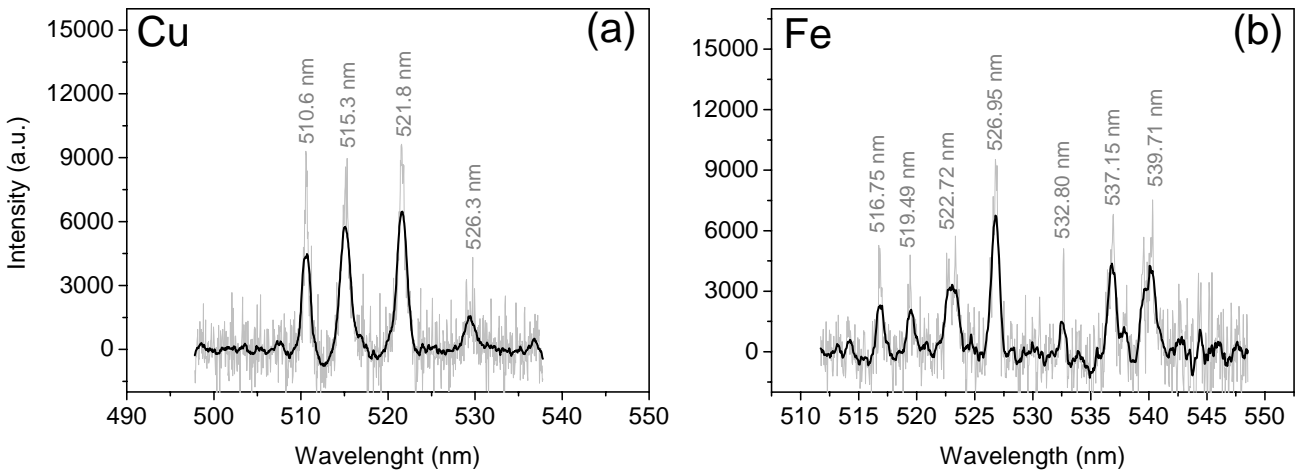 Cu
(a)
15000
12000
9000
6000
3000
0
Intensity (a.u.)
510.6 nm
515.3 nm
521.8 nm
526.3 nm
490 500 510 520 530 540 550
Wavelenght (nm)
Fe
(b)
15000
12000
9000
6000
3000
0
516.75 nm
519.49 nm
522.72 nm
526.95 nm
532.80 nm
537.15 nm
539.71 nm
510 515 520 525 530 535 540 545 550
Wavelength (nm)